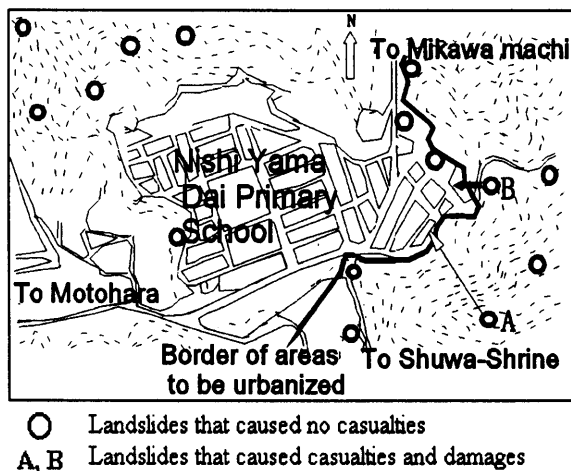 N
To Mikawa machi
Nishi Yama
Dai Primary
School
B
To Motohara
A
Border of areas
to be urbanized
To Shuwa-Shrine
Landslides that caused no casualties
A, B Landslides that caused casualties and damages